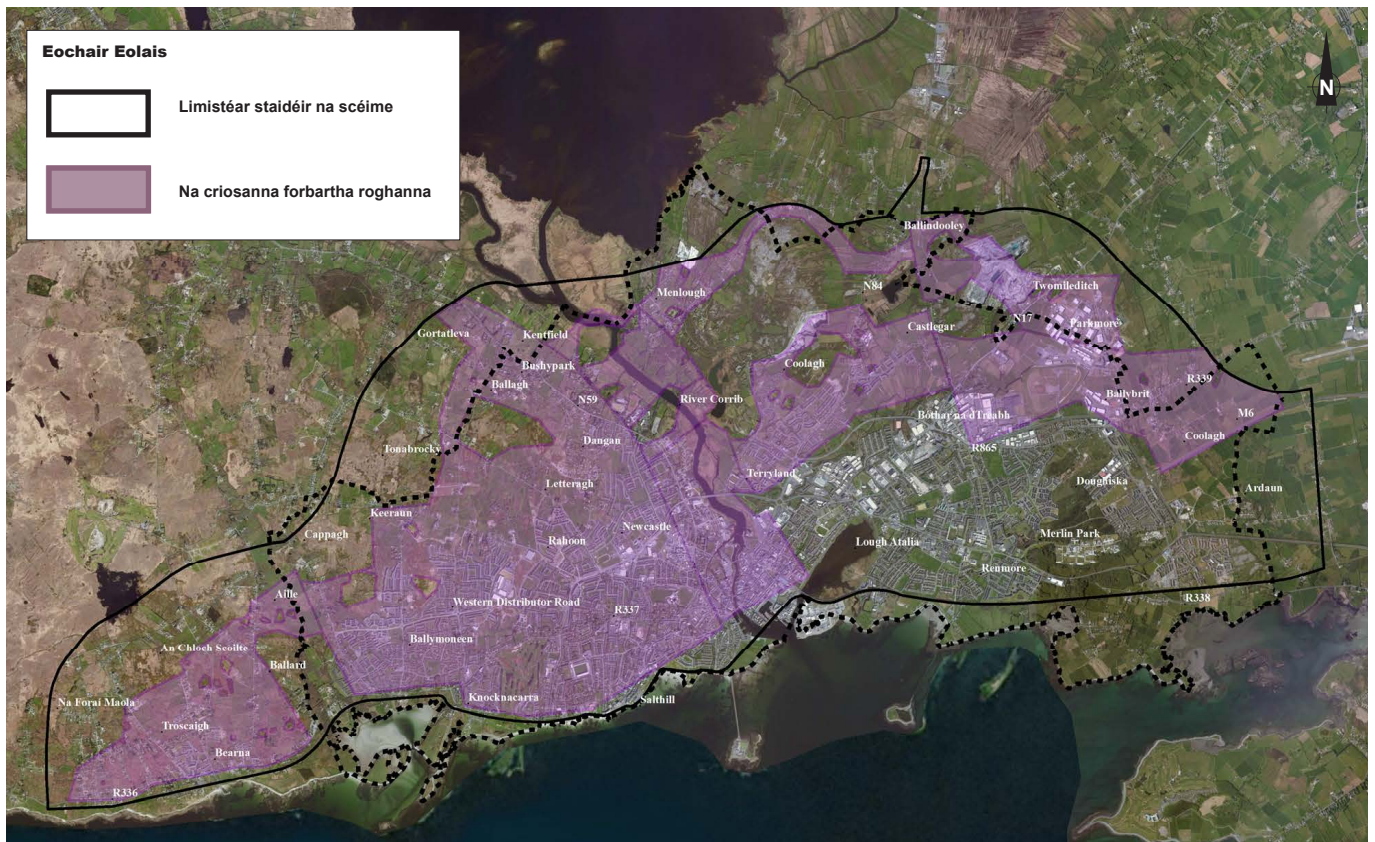 Eochair Eolais
Limistéar staidéir na scéime
Na criosanna forbartha roghanna
N
Ballindooley
Menlough
N84
Twomileditch
Gortatleva
Kentfield
Castlegar
N17
Parkmore
Bushypark
Coolagh
Ballagh
N59
River Corrib
Ballybrit
R339
M6
Bóthar na dTreabh
Coolagh
Dangan
Tonabrocky
R865
Terryland
Letteragh
Doughiska
Ardaun
Keeraun
Newcastle
Cappagh
Rahoon
Lough Atalia
Merlin Park
Renmore
Aille
Western Distributor Road
R337
R338
Ballymoneen
An Chloch Scoilte
Ballard
Na Foraí Maola
Knocknacarra
Salthill
Troscaigh
Bearna
R336